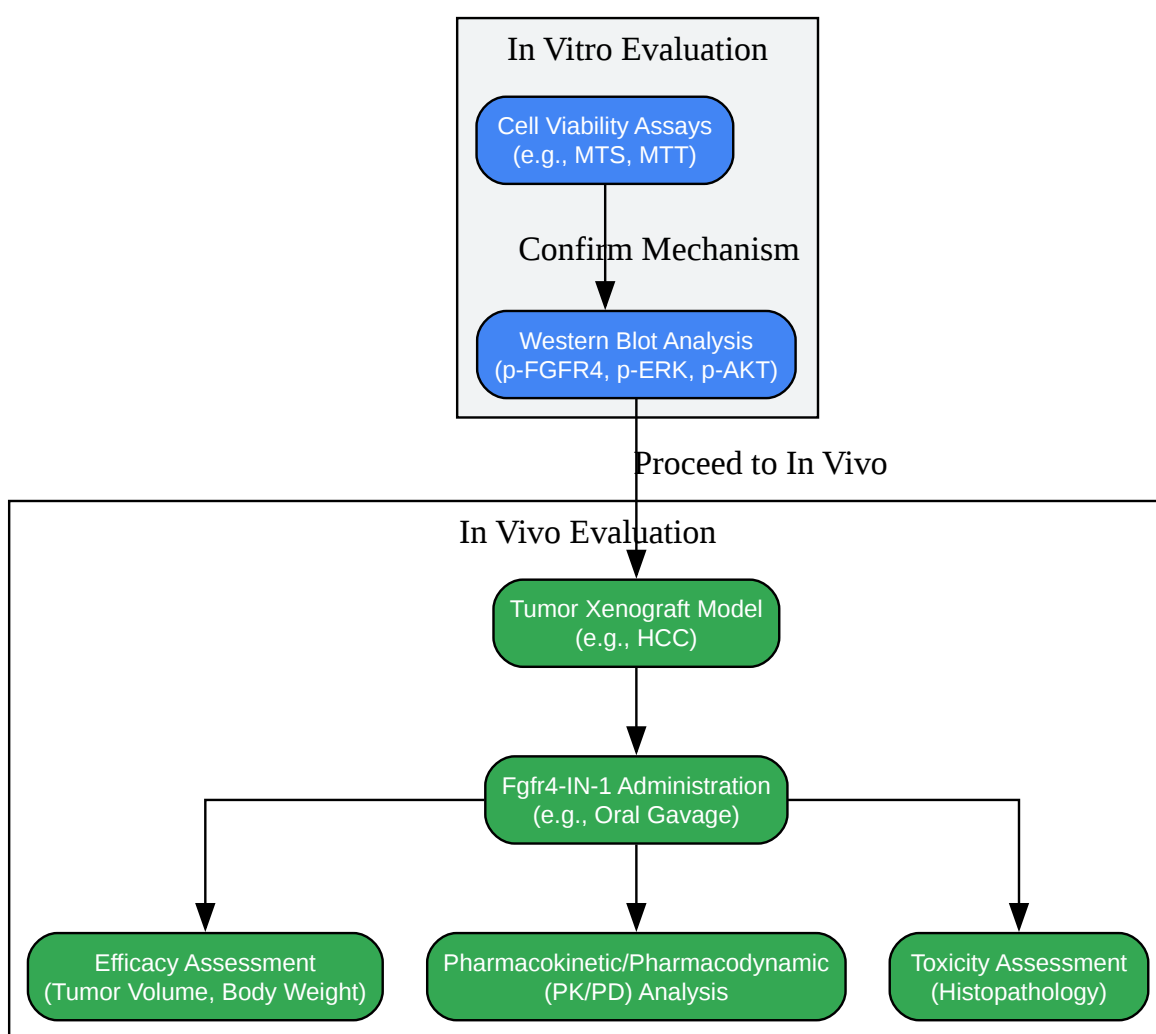 In Vitro Evaluation
Cell Viability Assays
(e.g., MTS, MTT)
Confirm Mechanism
Western Blot Analysis
(p-FGFR4, p-ERK, p-AKT)
Proceed to In Vivo
In Vivo Evaluation
Tumor Xenograft Model
(e.g., HCC)
Fgfr4-IN-1 Administration
(e.g., Oral Gavage)
Efficacy Assessment
(Tumor Volume, Body Weight)
Pharmacokinetic/Pharmacodynamic
(PK/PD) Analysis
Toxicity Assessment
(Histopathology)